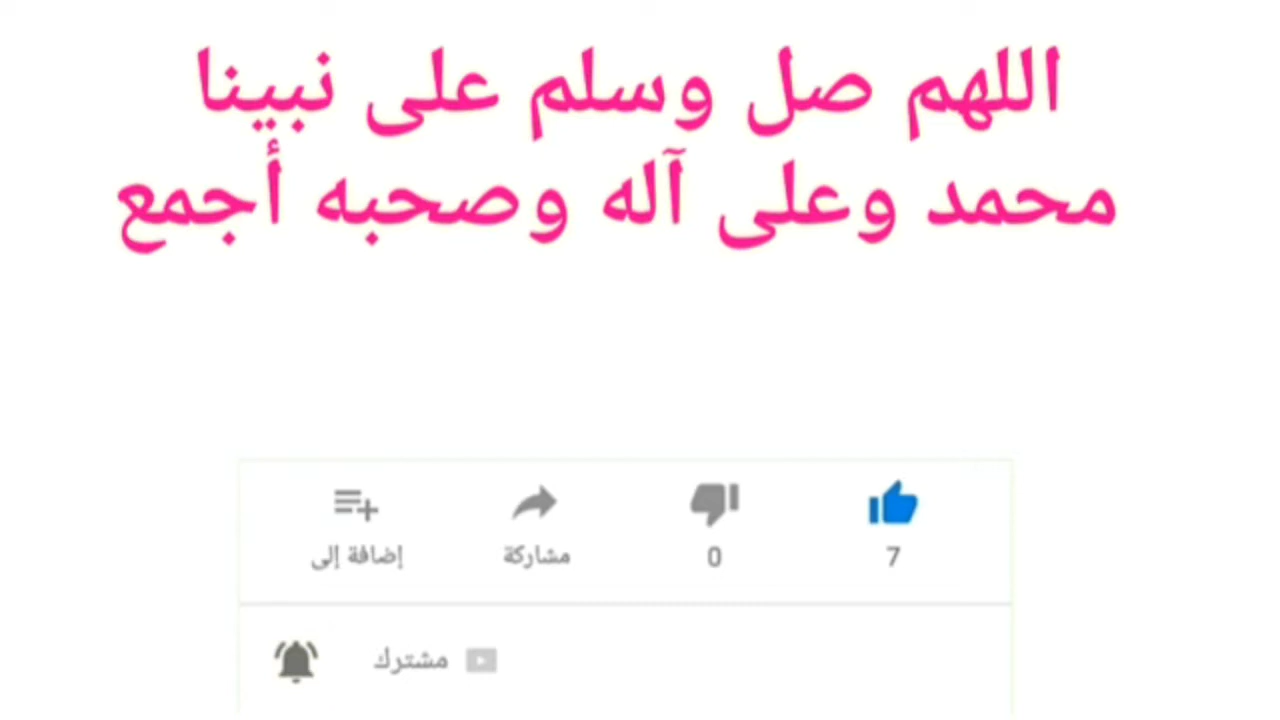 اللهم صل وسلم على نبينا
محمد وعلى آله وصحبه أجمع
7 0 مشاركة إضافة إلى
مشترك